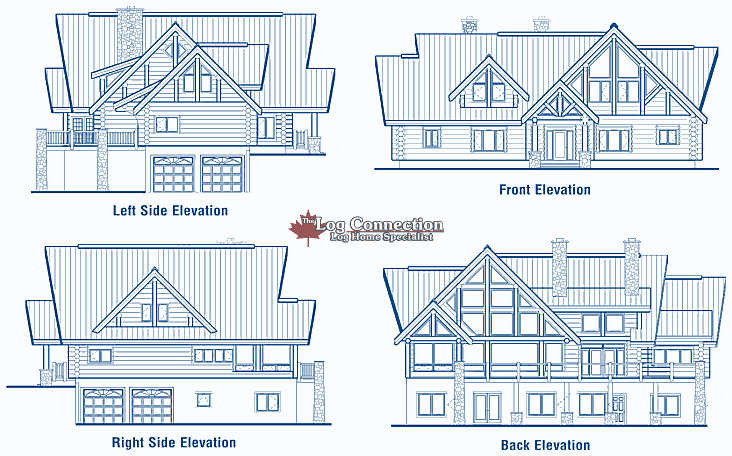 Left Side Elevation
Front Elevation
The Log Connection
Log Home Specialist
Right Side Elevation
Back Elevation